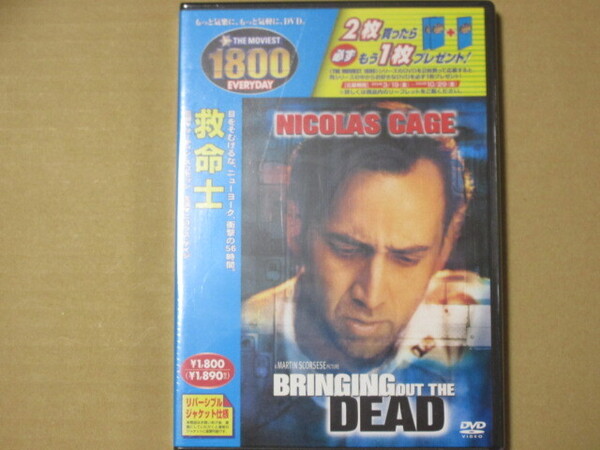 もっと気楽に、もっと気軽に、DVD。
THE MOVIEST
1800
EVERYDAY
2枚買ったら
必ずもう1枚プレゼント!
救命士
目をそむけるな、ニューヨーク 衝撃の56時間。
NICOLAS CAGE
A MARTIN SCORSESE PICTURE
BRINGING OUT THE
DEAD
¥1,800
(¥1,890)
リバーシブル
ジャケット仕様
DVD
VIDEO